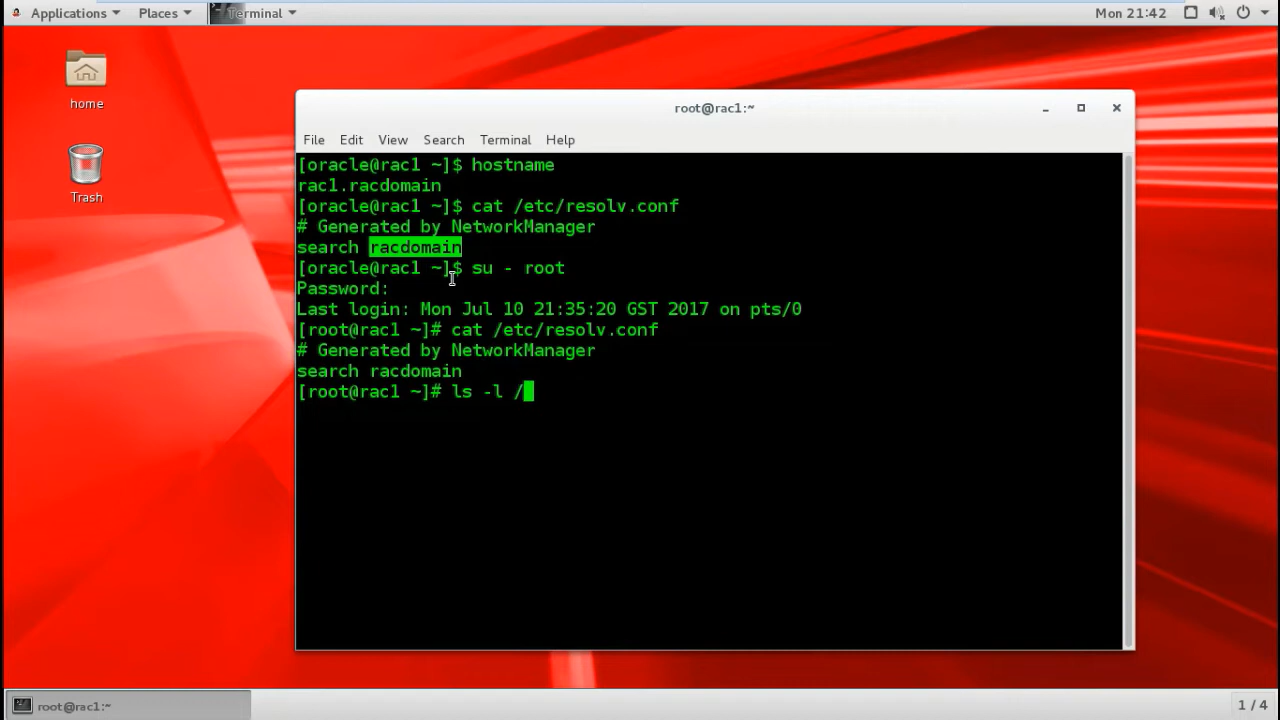 Applications Places Terminal Mon 21:42
home
Trash
root@rac1:~
File Edit View Search Terminal Help
[oracle@rac1 ~]$ hostname
rac1.racdomain
[oracle@rac1 ~]$ cat /etc/resolv.conf
# Generated by NetworkManager
search racdomain
[oracle@rac1 ~]$ su - root
Password:
Last login: Mon Jul 10 21:35:20 GST 2017 on pts/0
[root@rac1 ~]# cat /etc/resolv.conf
# Generated by NetworkManager
search racdomain
[root@rac1 ~]# ls -l /
root@rac1:~ 1 / 4